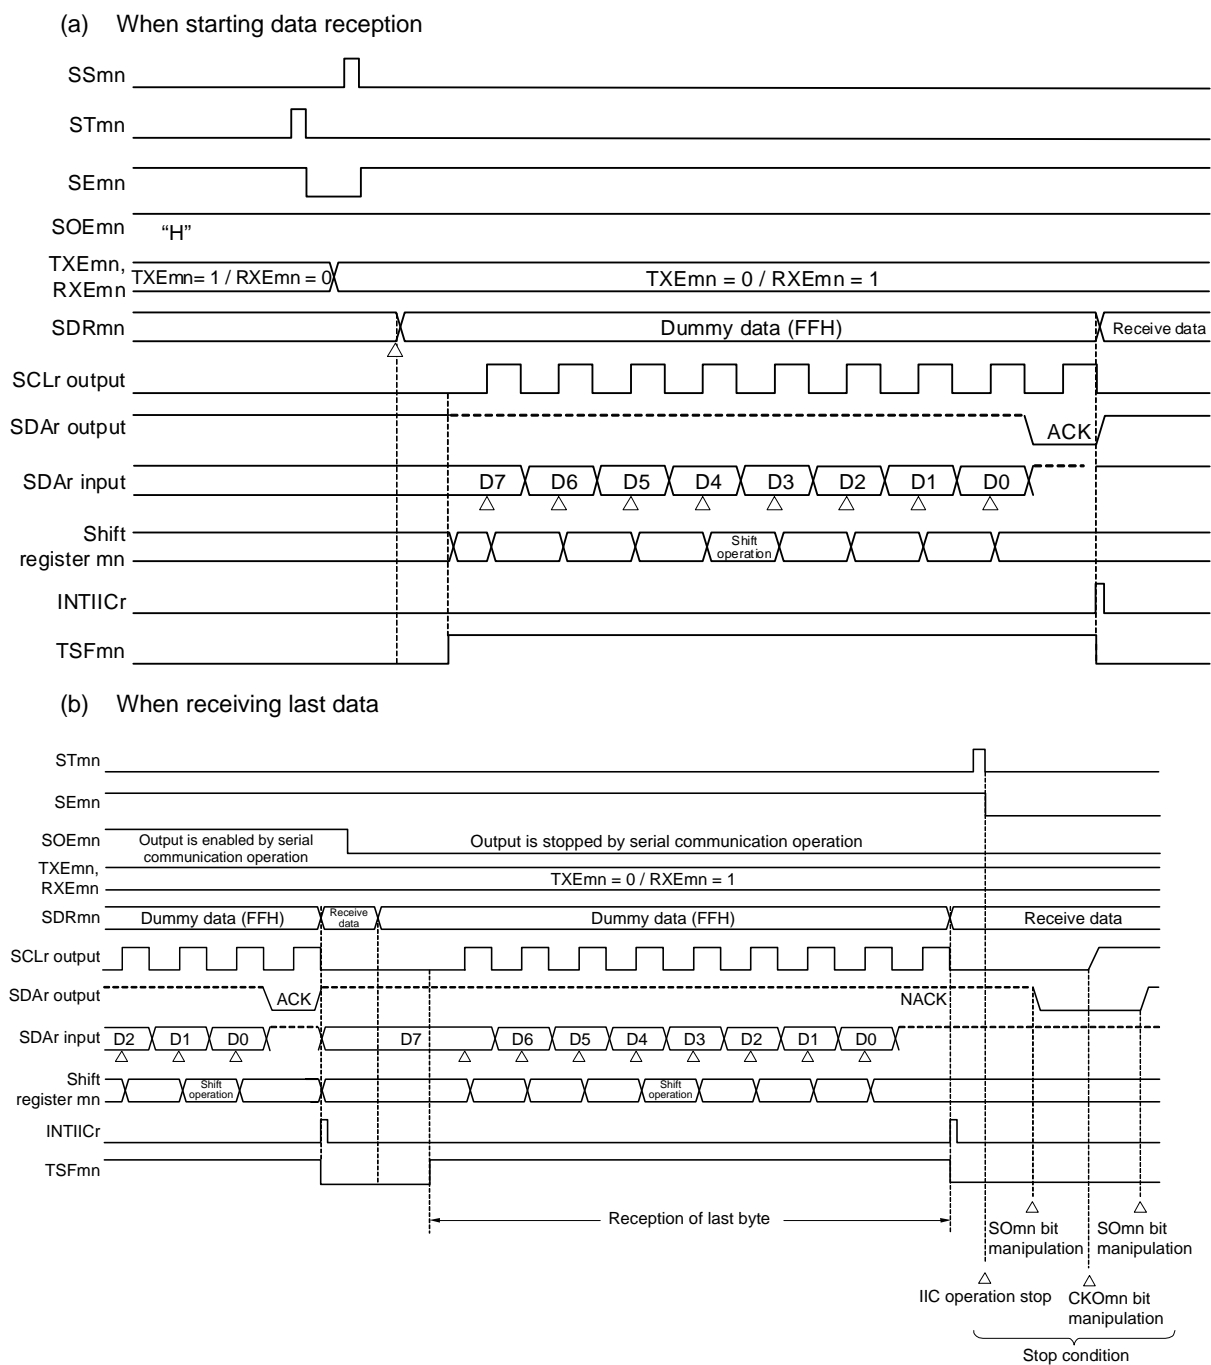 (a) When starting data reception
SSmn
STmn
SEmn
SOEmn “H”
TXEmn,
RXEmn
TXEmn= 1 / RXEmn = 0
TXEmn = 0 / RXEmn = 1
SDRmn
Dummy data (FFH)
Receive data
SCLr output
SDAr output
ACK
SDAr input
D7 D6 D5 D4 D3 D2 D1 D0
Shift
register mn
Shift
operation
INTIICr
TSFmn
(b) When receiving last data
STmn
SEmn
SOEmn
Output is enabled by serial
communication operation
Output is stopped by serial communication operation
TXEmn,
RXEmn
TXEmn = 0 / RXEmn = 1
SDRmn
Dummy data (FFH)
Receive
data
Dummy data (FFH)
Receive data
SCLr output
SDAr output
ACK
NACK
SDAr input
D2 D1 D0 D7 D6 D5 D4 D3 D2 D1 D0
Shift
register mn
Shift
operation
Shift
operation
INTIICr
TSFmn
Reception of last byte
SOmn bit
manipulation
SOmn bit
manipulation
IIC operation stop
CKOmn bit
manipulation
Stop condition